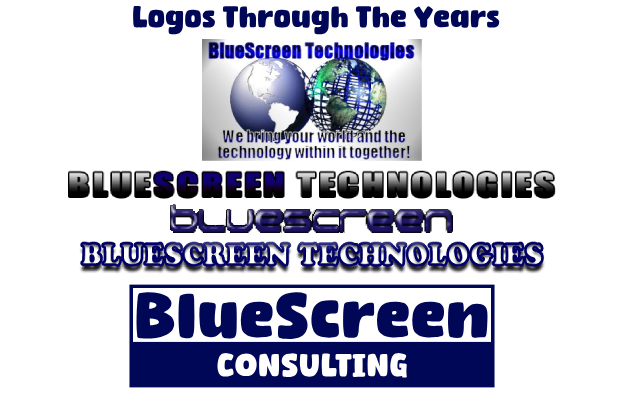 Logos Through The Years
BlueScreen Technologies
We bring your world and the
technology within it together!
BLUESCREEN TECHNOLOGIES
bluescreen
BLUESCREEN TECHNOLOGIES
BlueScreen
CONSULTING